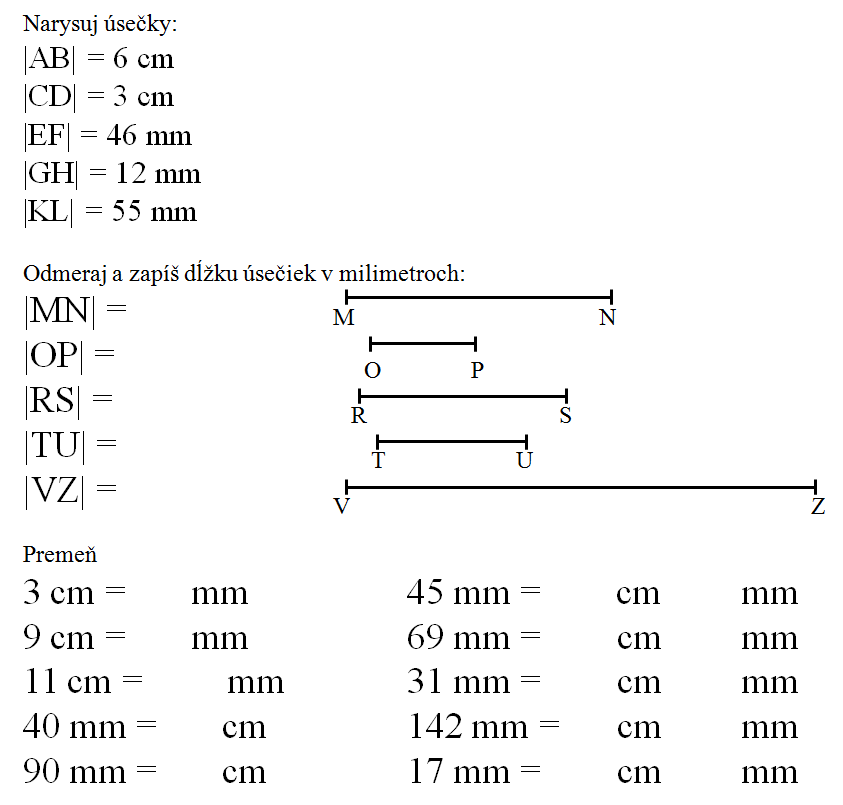 Narysuj úsečky:
|AB| = 6 cm
|CD| = 3 cm
|EF| = 46 mm
|GH| = 12 mm
|KL| = 55 mm
Odmeraj a zapíš dĺžku úsečiek v milimetroch:
|MN| =
M N
|OP| =
O P
|RS| =
R S
|TU| =
T U
|VZ| =
V Z
Premeň
3 cm = mm 45 mm = cm mm
9 cm = mm 69 mm = cm mm
11 cm = mm 31 mm = cm mm
40 mm = cm 142 mm = cm mm
90 mm = cm 17 mm = cm mm